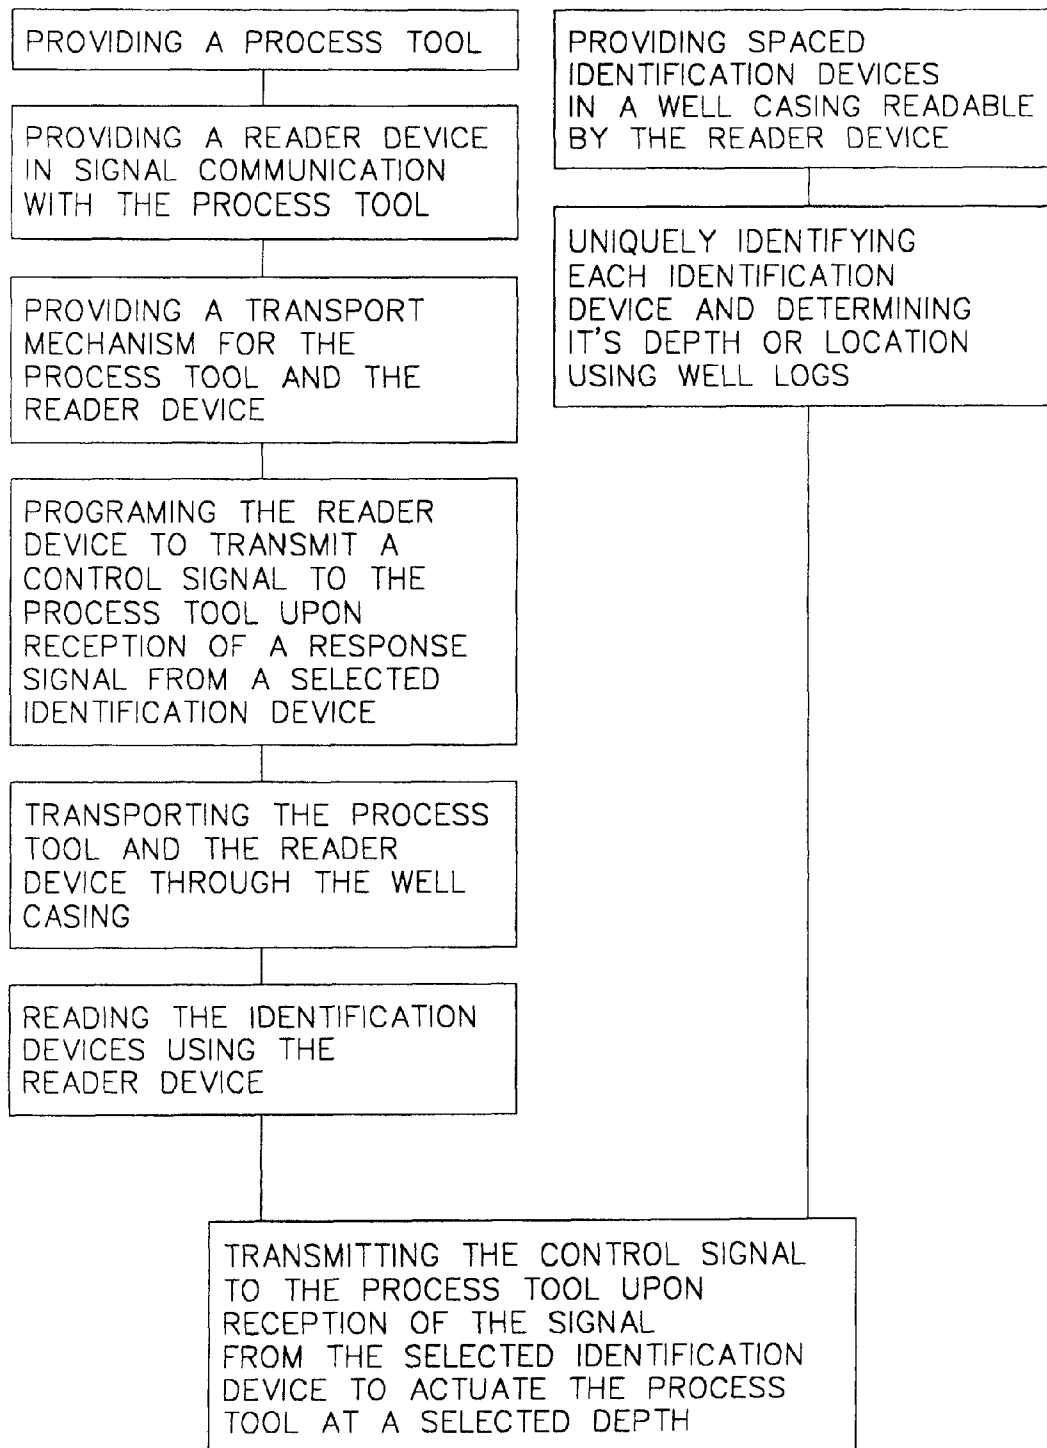 PROVIDING A PROCESS TOOL
PROVIDING A READER DEVICE
IN SIGNAL COMMUNICATION
WITH THE PROCESS TOOL
PROVIDING A TRANSPORT
MECHANISM FOR THE
PROCESS TOOL AND THE
READER DEVICE
PROGRAMING THE READER
DEVICE TO TRANSMIT A
CONTROL SIGNAL TO THE
PROCESS TOOL UPON
RECEPTION OF A RESPONSE
SIGNAL FROM A SELECTED
IDENTIFICATION DEVICE
TRANSPORTING THE PROCESS
TOOL AND THE READER
DEVICE THROUGH THE WELL
CASING
READING THE IDENTIFICATION
DEVICES USING THE
READER DEVICE
PROVIDING SPACED
IDENTIFICATION DEVICES
IN A WELL CASING READABLE
BY THE READER DEVICE
UNIQUELY IDENTIFYING
EACH IDENTIFICATION
DEVICE AND DETERMINING
IT'S DEPTH OR LOCATION
USING WELL LOGS
TRANSMITTING THE CONTROL SIGNAL
TO THE PROCESS TOOL UPON
RECEPTION OF THE SIGNAL
FROM THE SELECTED IDENTIFICATION
DEVICE TO ACTUATE THE PROCESS
TOOL AT A SELECTED DEPTH